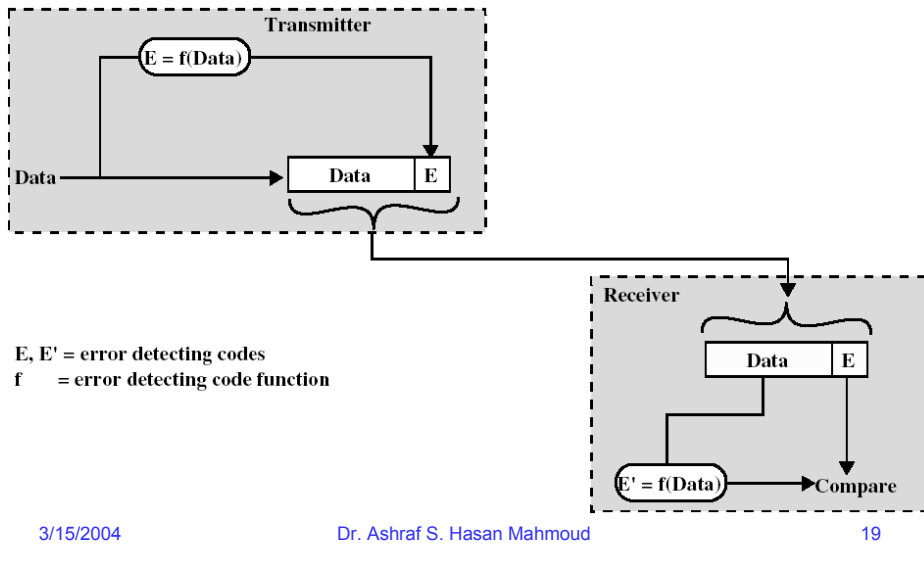 Transmitter
E = f(Data)
Data
Data E
Receiver
Data E
E, E' = error detecting codes
f = error detecting code function
E' = f(Data)
Compare
3/15/2004 Dr. Ashraf S. Hasan Mahmoud 19